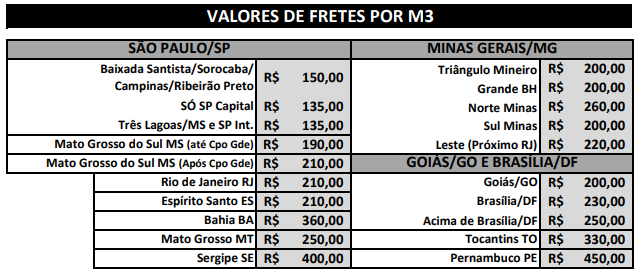 VALORES DE FRETES POR M3
SÃO PAULO/SP
Baixada Santista/Sorocaba/
Campinas/Ribeirão Preto R$ 150,00
SÓ SP Capital R$ 135,00
Três Lagoas/MS e SP Int. R$ 135,00
Mato Grosso do Sul MS (até Cpo Gde) R$ 190,00
Mato Grosso do Sul MS (Após Cpo Gde) R$ 210,00
Rio de Janeiro RJ R$ 210,00
Espírito Santo ES R$ 210,00
Bahia BA R$ 360,00
Mato Grosso MT R$ 250,00
Sergipe SE R$ 400,00
MINAS GERAIS/MG
Triângulo Mineiro R$ 200,00
Grande BH R$ 200,00
Norte Minas R$ 260,00
Sul Minas R$ 200,00
Leste (Próximo RJ) R$ 220,00
GOIÁS/GO E BRASÍLIA/DF
Goiás/GO R$ 200,00
Brasília/DF R$ 230,00
Acima de Brasília/DF R$ 250,00
Tocantins TO R$ 330,00
Pernambuco PE R$ 450,00